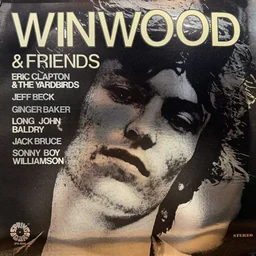 WINWOOD
& FRIENDS
ERIC CLAPTON
& THE YARDBIRDS
JEFF BECK
GINGER BAKER
LONG JOHN
BALDRY
JACK BRUCE
SONNY BOY
WILLIAMSON
STEREO